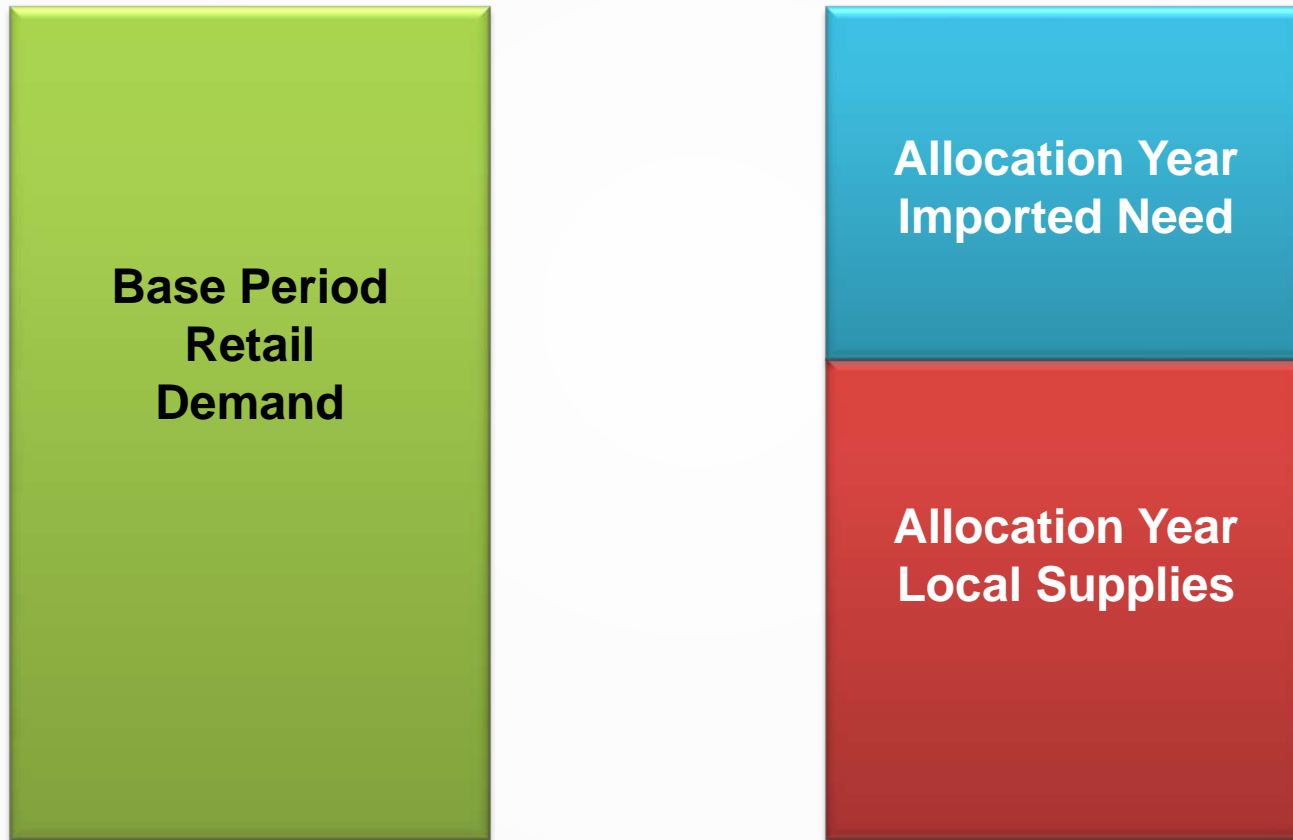 Base Period
Retail
Demand
Allocation Year
Imported Need
Allocation Year
Local Supplies